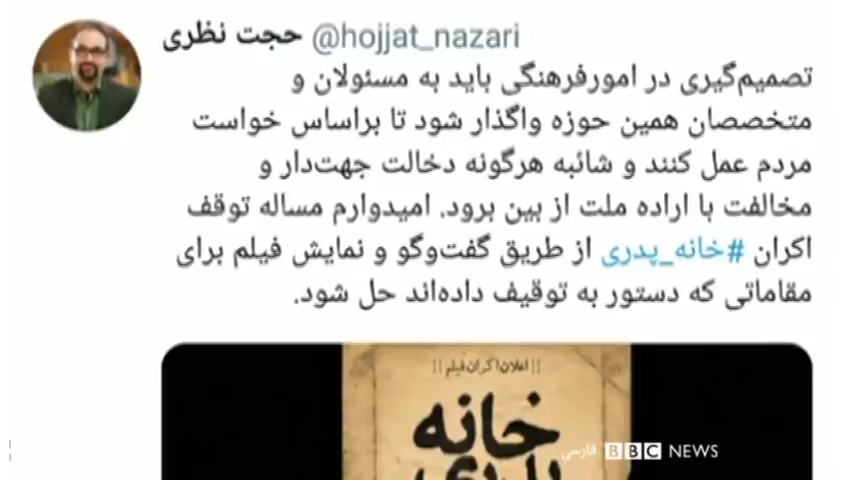 حجت نظری @hojjat_nazari
تصمیم‌گیری در امورفرهنگی باید به مسئولان و
متخصصان همین حوزه واگذار شود تا براساس خواست
مردم عمل کنند و شائبه هرگونه دخالت جهت‌دار و
مخالفت با اراده ملت از بین برود. امیدوارم مساله توقف
اکران #خانه_پدری از طریق گفت‌وگو و نمایش فیلم برای
مقاماتی که دستور به توقیف داده‌اند حل شود.
|| اعلان اکران فیلم ||
خانه
پدری
BBC NEWS فارسی